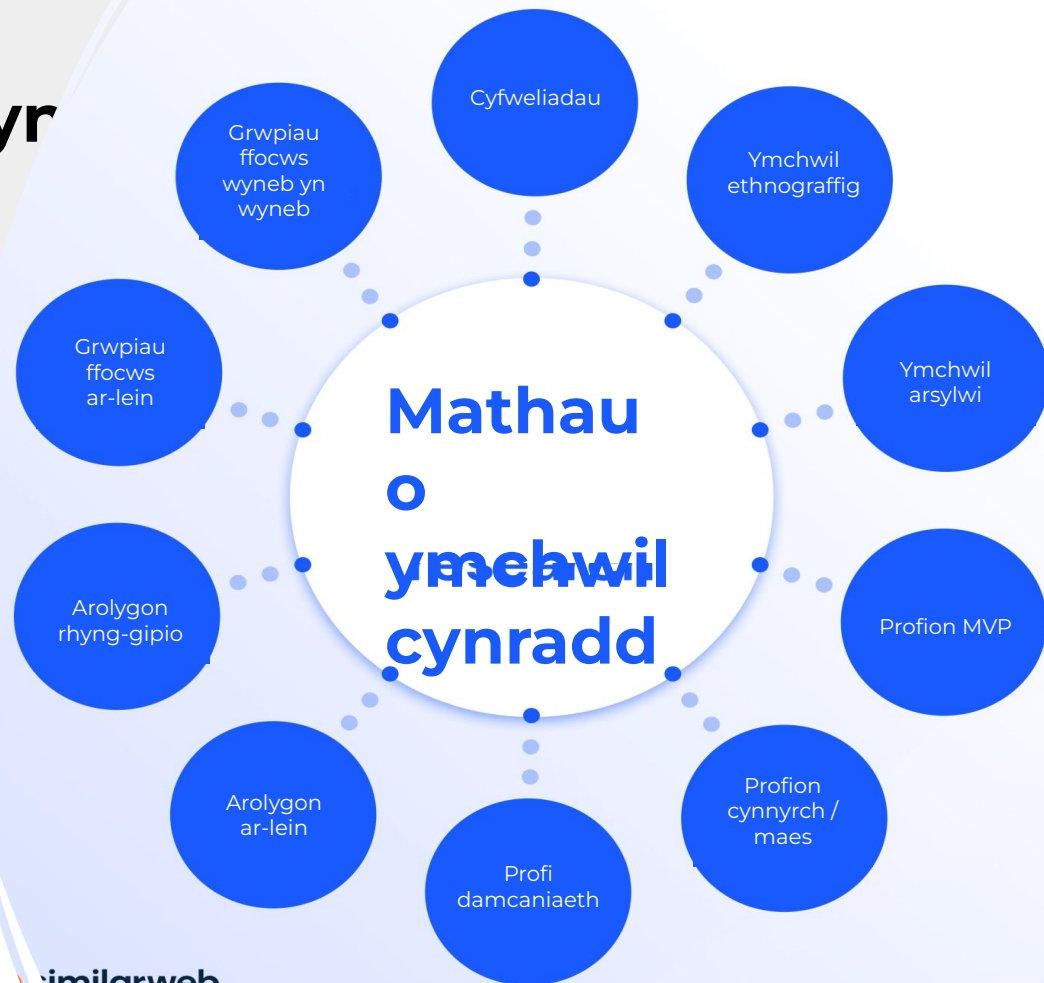 Cyfweliadau
Ymchwil
ethnograffig
Ymchwil
arsylwi
Profion MVP
Profion
cynnyrch /
maes
Profi
damcaniaeth
Arolygon
ar-lein
Arolygon
rhyng-gipio
Grwpiau
ffocws
ar-lein
Grwpiau
ffocws
wyneb yn
wyneb
Mathau
o
ymchwil
cynradd
similarweb